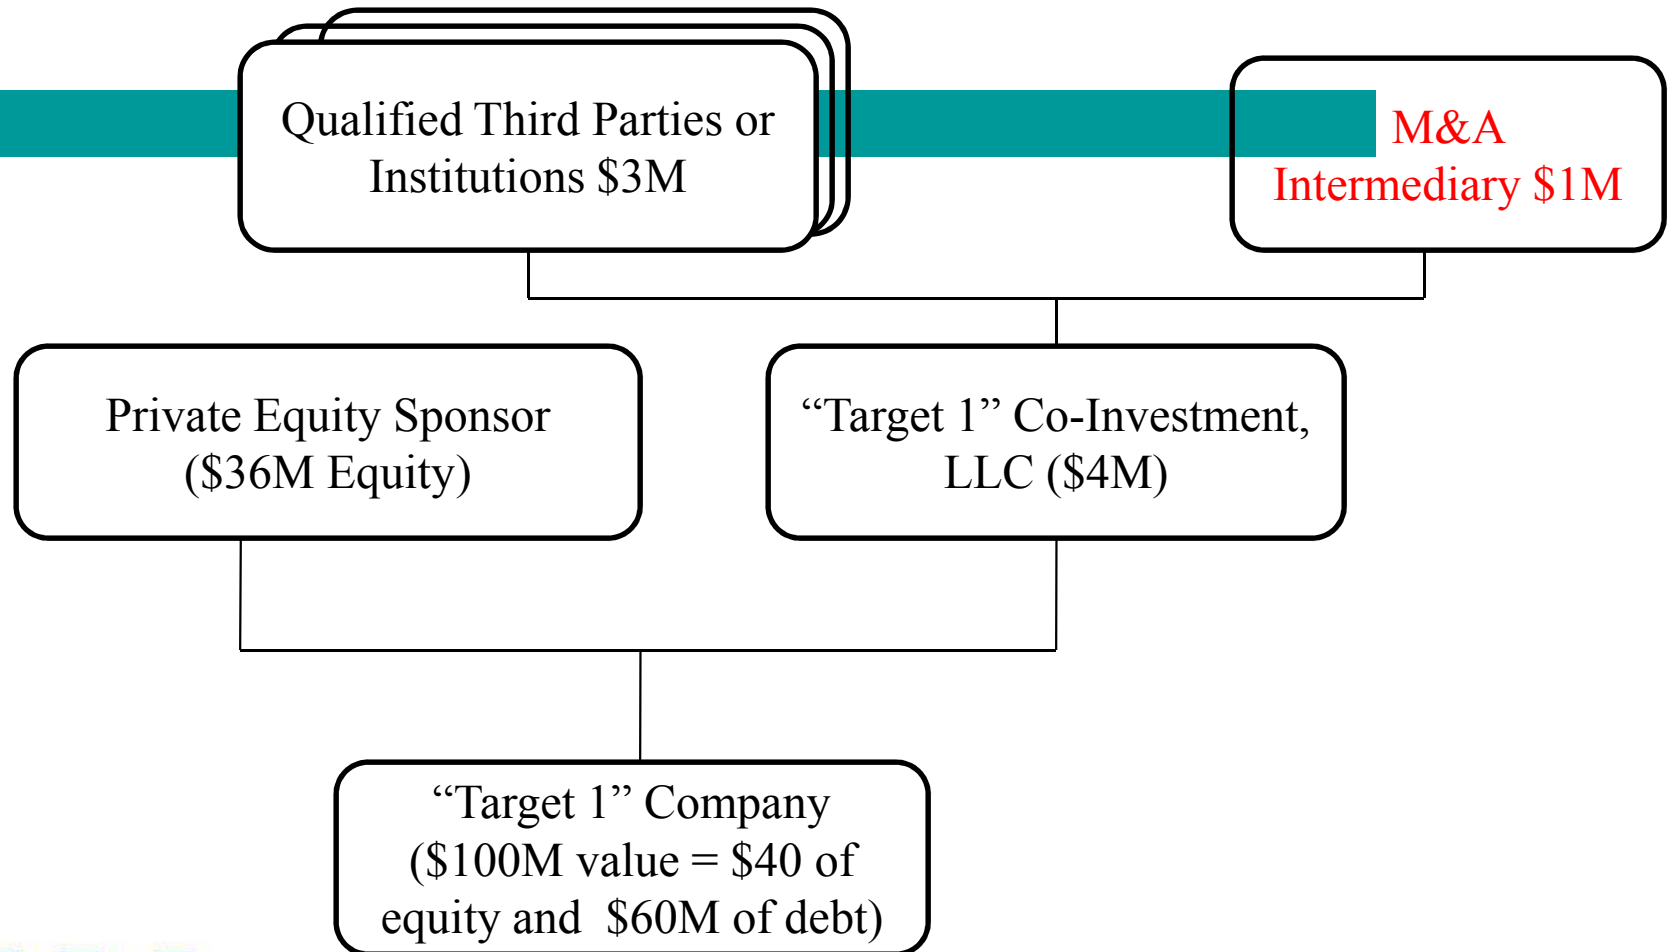 Qualified Third Parties or
Institutions $3M
M&A
Intermediary $1M
Private Equity Sponsor
($36M Equity)
“Target 1” Co-Investment,
LLC ($4M)
“Target 1” Company
($100M value = $40 of
equity and  $60M of debt)